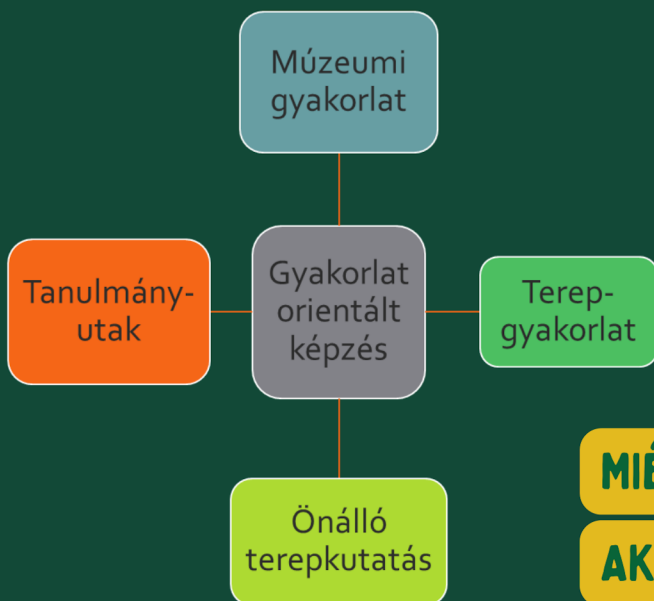 Múzeumi
gyakorlat
Tanulmány-
utak
Gyakorlat
orientált
képzés
Terep-
gyakorlat
Önálló
terepkutatás